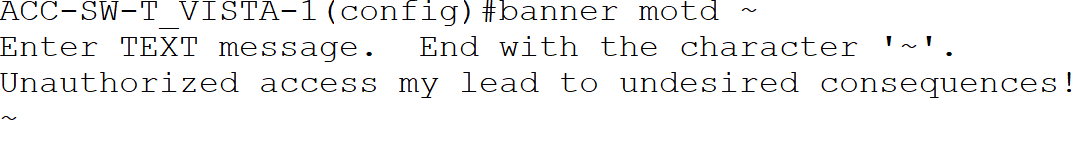 ACC-SW-T_VISTA-1(config)#banner motd ~
Enter TEXT message.  End with the character '~'.
Unauthorized access my lead to undesired consequences!
~